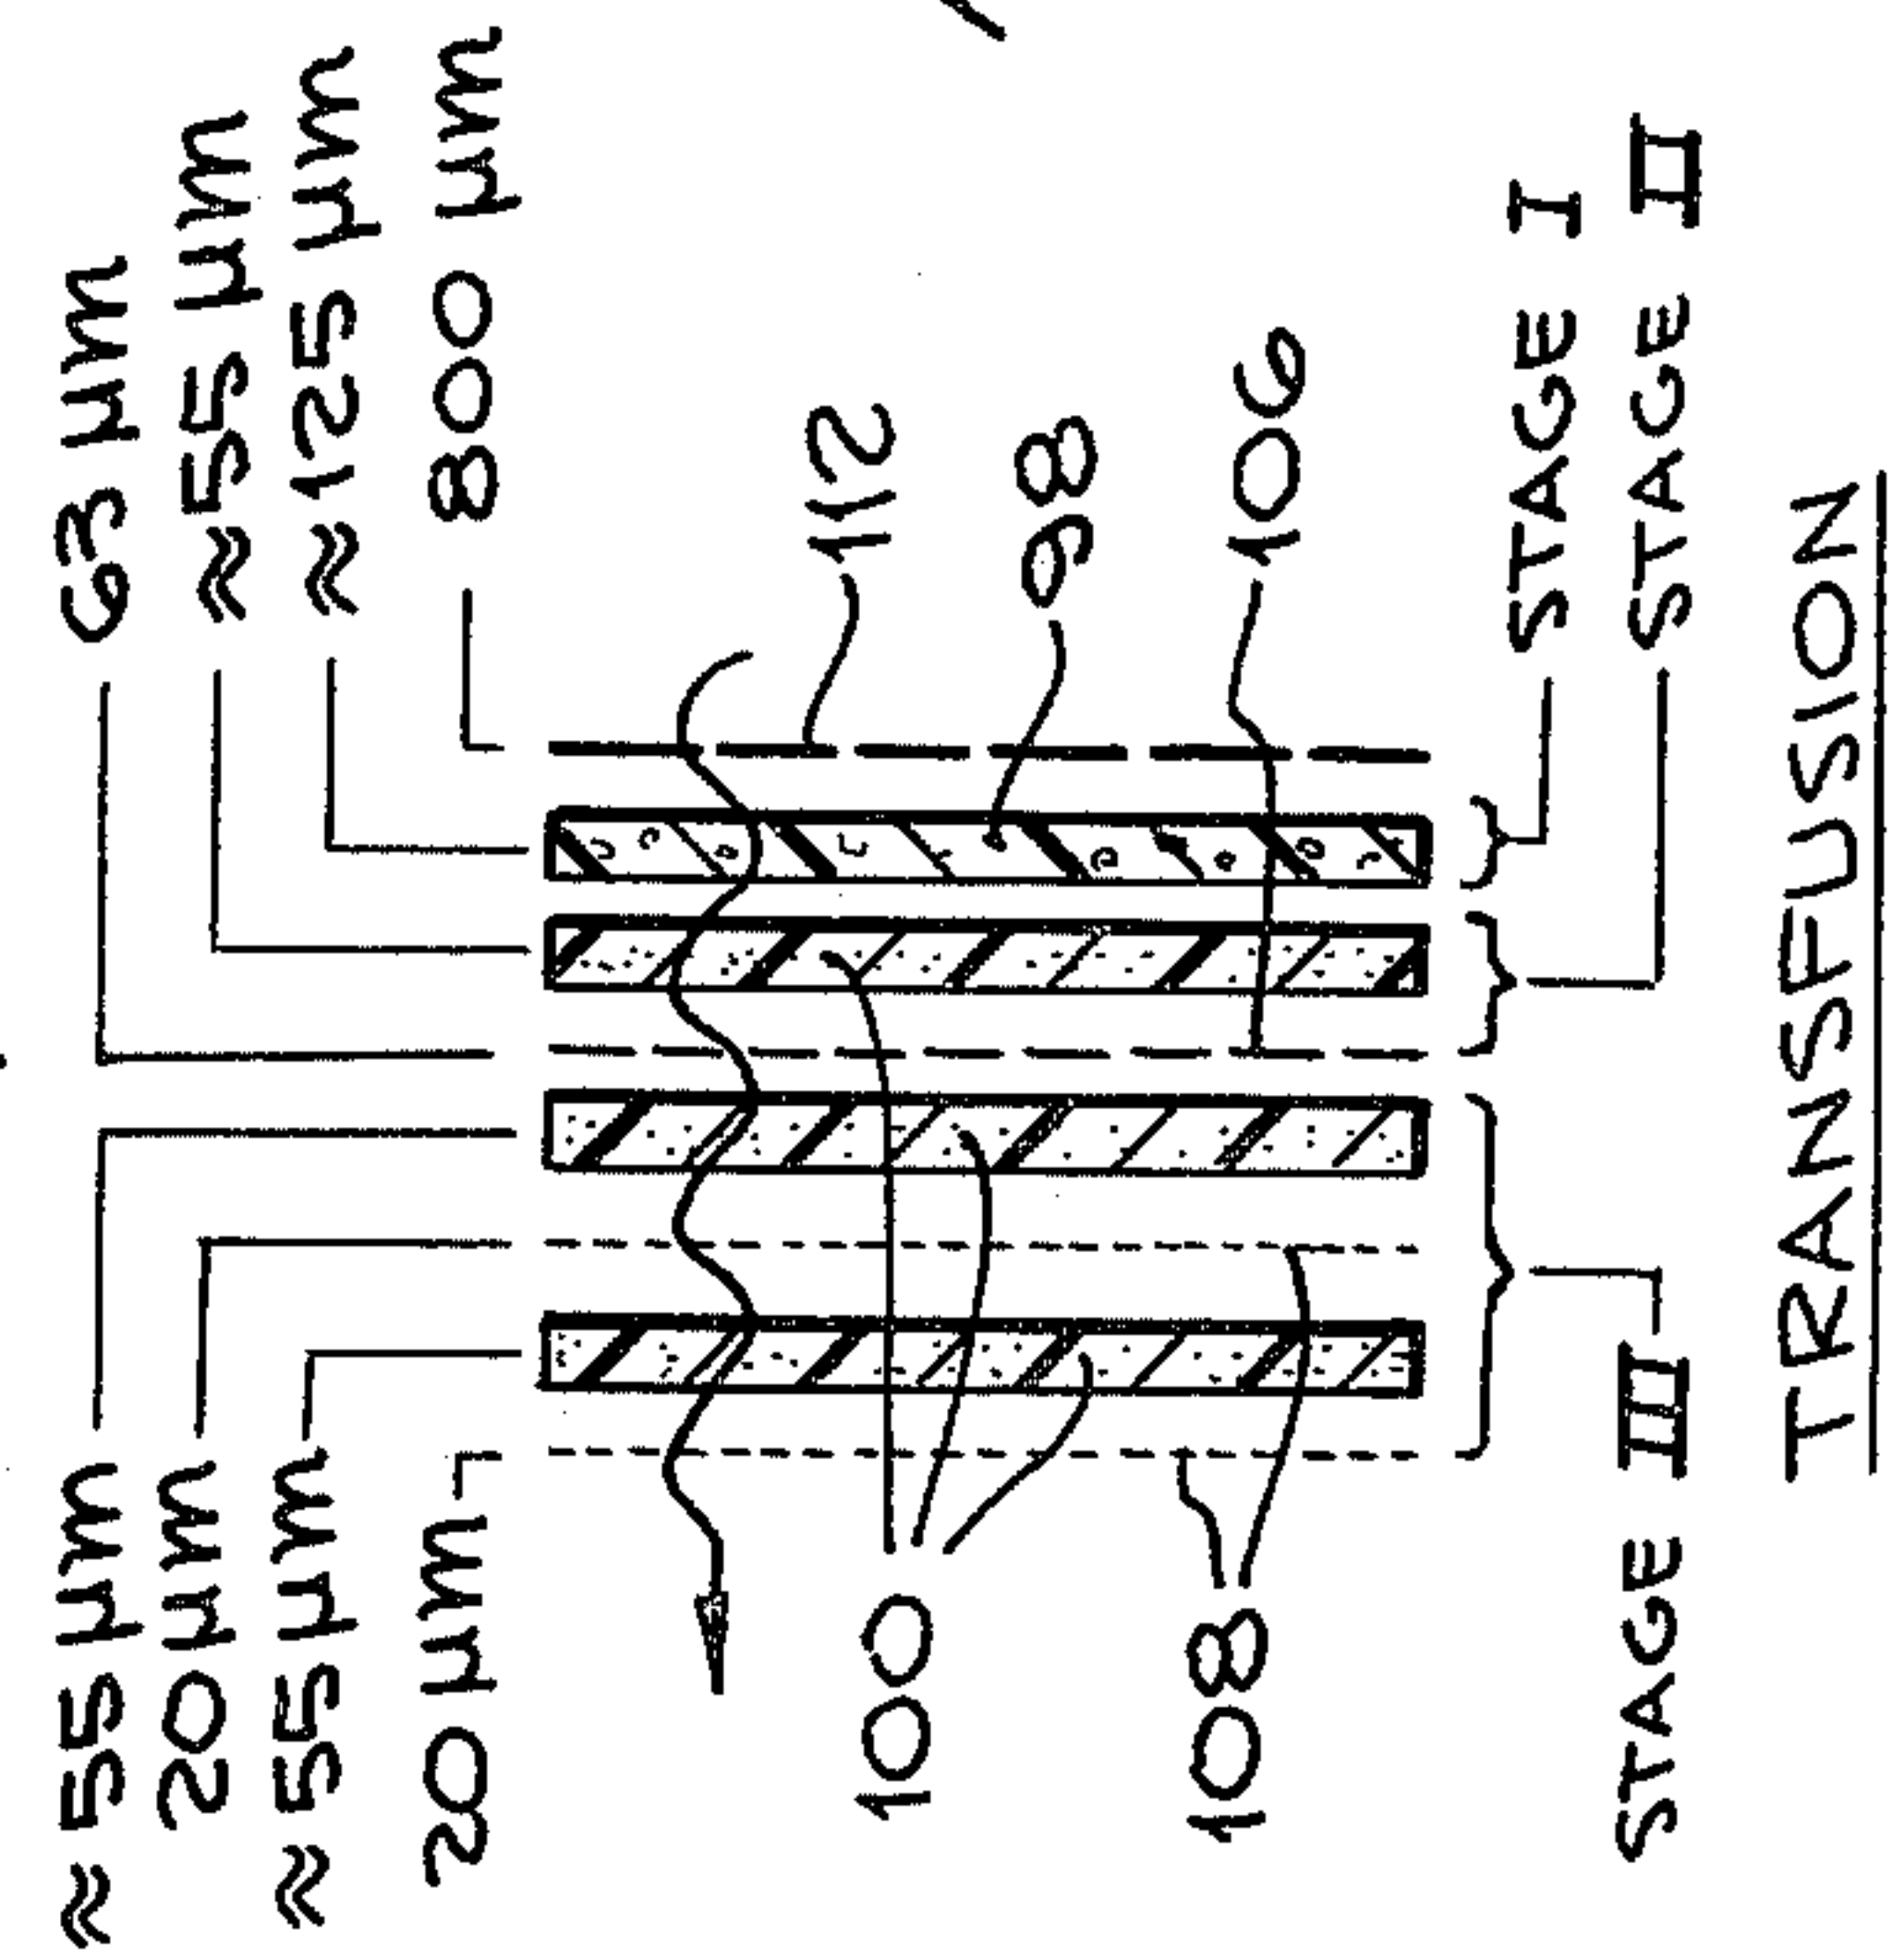 63 µm
≈ 55 µm
≈ 125 µm
800 µm
112
98
106
STAGE I
STAGE II
≈ 55 µm
20 µm
≈ 55 µm
20 µm
100
108
STAGE III
TRANSFUSION